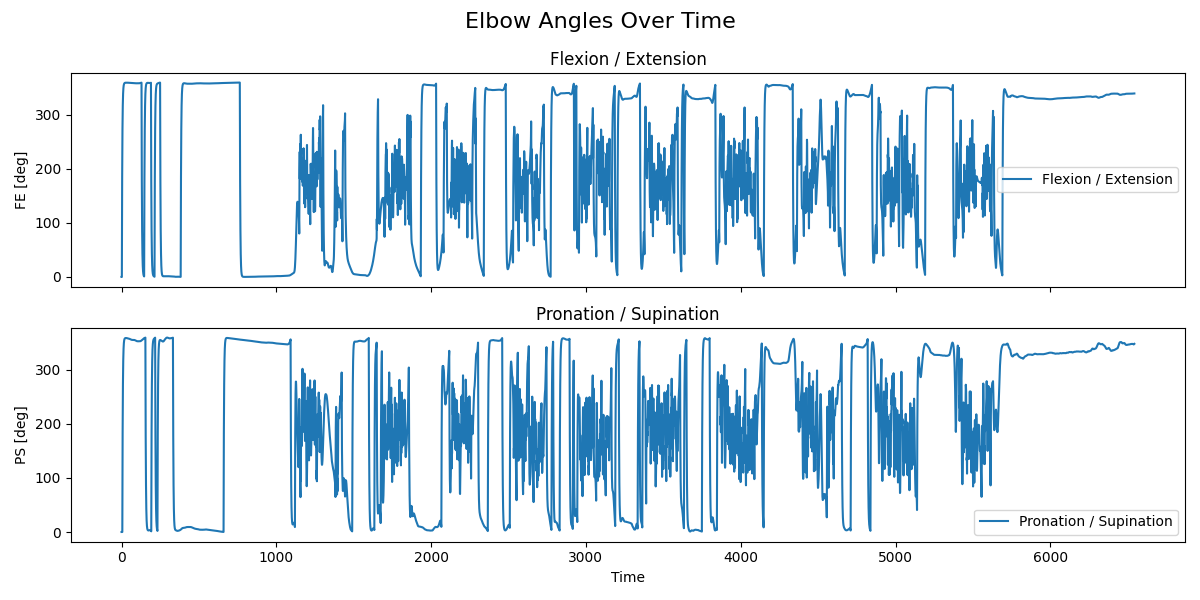 Elbow Angles Over Time
Flexion / Extension
300
200
100
0
FE [deg]
Flexion / Extension
Pronation / Supination
300
200
100
0
PS [deg]
Pronation / Supination
0 1000 2000 3000 4000 5000 6000
Time